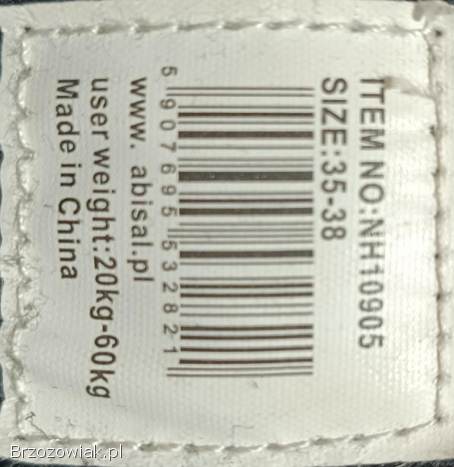 ITEM NO:NH10905
SIZE:35-38
5 907695 532821
www. abisal.pl
user weight:20kg-60kg
Made in China
Brzozowiak.pl